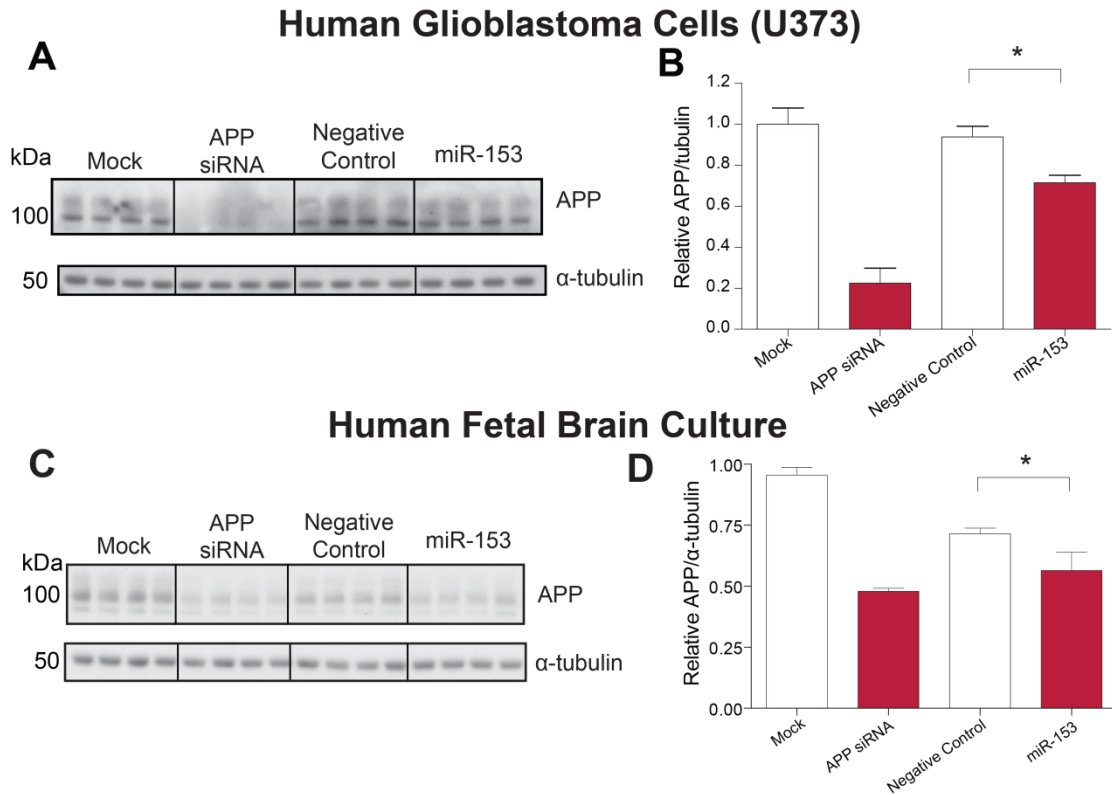 Human Glioblastoma Cells (U373)
A
kDa
Mock
APP
siRNA
Negative
Control
miR-153
100
APP
50
α-tubulin
B
*
Relative APP/tubulin
1.2
1.0
0.8
0.6
0.4
0.2
0.0
Mock
APP siRNA
Negative Control
miR-153
Human Fetal Brain Culture
C
kDa
Mock
APP
siRNA
Negative
Control
miR-153
100
APP
50
α-tubulin
D
*
Relative APP/α-tubulin
1.00
0.75
0.50
0.25
0.00
Mock
APP siRNA
Negative Control
miR-153